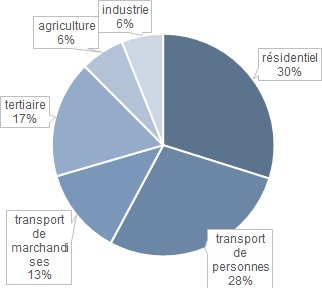 industrie
6%
agriculture
6%
résidentiel
30%
tertiaire
17%
transport
de
marchandi
ses
13%
transport
de
personnes
28%